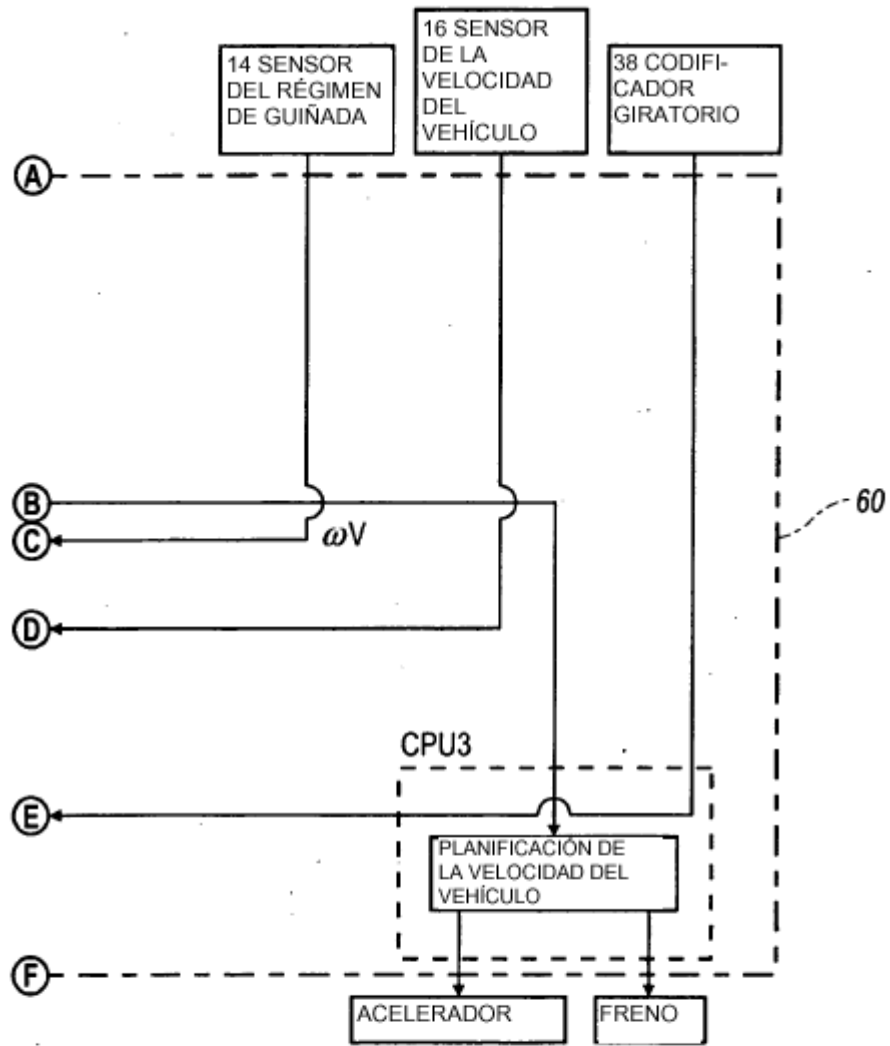 14 SENSOR
DEL RÉGIMEN
DE GUIÑADA
16 SENSOR
DE LA
VELOCIDAD
DEL
VEHÍCULO
38 CODIFI-
CADOR
GIRATORIO
A
B
C
ωV
60
D
CPU3
E
PLANIFICACIÓN DE
LA VELOCIDAD DEL
VEHÍCULO
F
ACELERADOR
FRENO